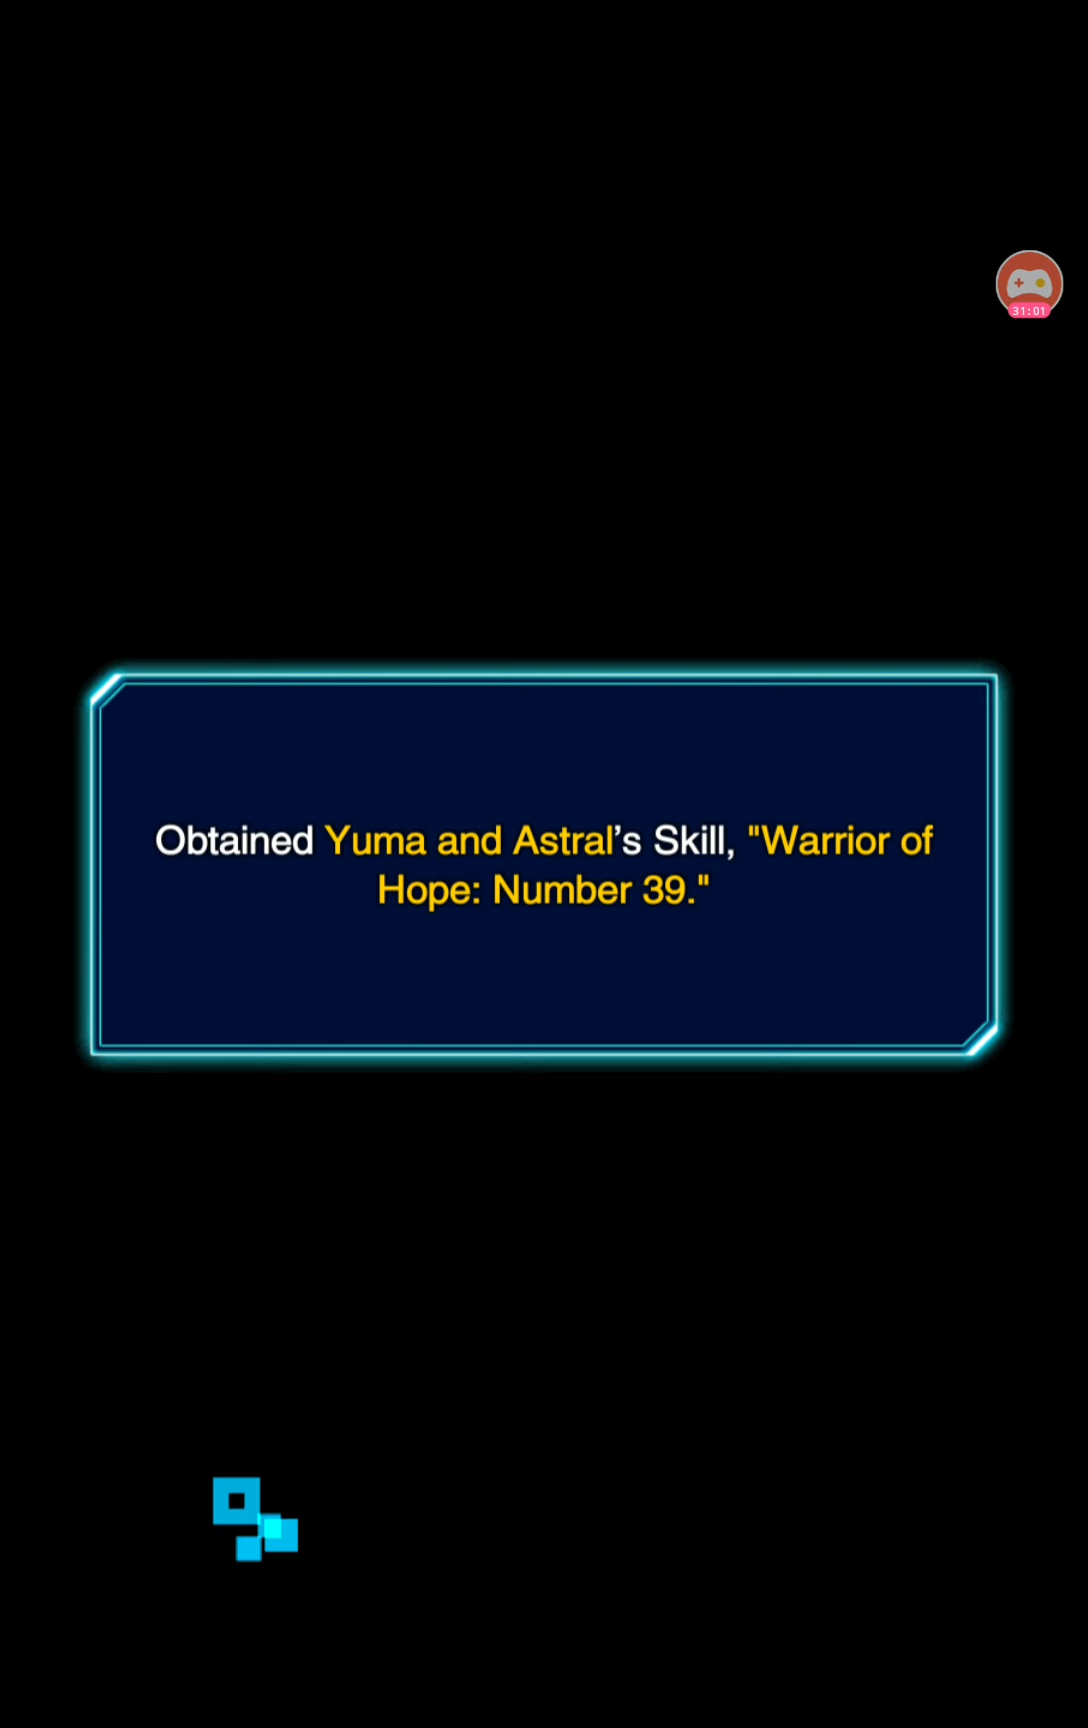 31:01
Obtained Yuma and Astral’s Skill, "Warrior of
Hope: Number 39."